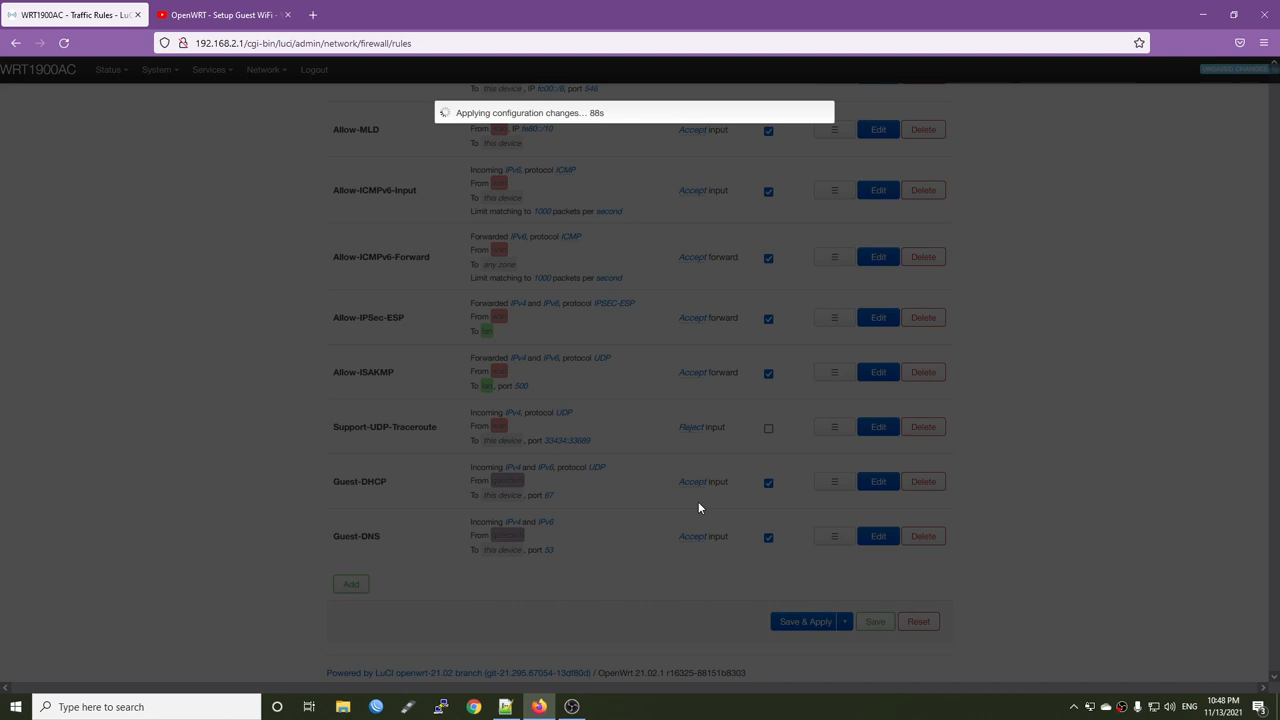 WRT1900AC - Traffic Rules - LuC
OpenWRT - Setup Guest WiFi -
192.168.2.1/cgi-bin/luci/admin/network/firewall/rules
WRT1900AC
Status
System
Services
Network
Logout
UNSAVED CHANGES
To this device, IP fc00::/6, port 546
Applying configuration changes… 88s
Allow-MLD
From wan, IP fe80::/10
To this device
Accept input
Edit
Delete
Allow-ICMPv6-Input
Incoming IPv6, protocol ICMP
From wan
To this device
Limit matching to 1000 packets per second
Accept input
Edit
Delete
Allow-ICMPv6-Forward
Forwarded IPv6, protocol ICMP
From wan
To any zone
Limit matching to 1000 packets per second
Accept forward
Edit
Delete
Allow-IPSec-ESP
Forwarded IPv4 and IPv6, protocol IPSEC-ESP
From wan
To lan
Accept forward
Edit
Delete
Allow-ISAKMP
Forwarded IPv4 and IPv6, protocol UDP
From wan
To lan, port 500
Accept forward
Edit
Delete
Support-UDP-Traceroute
Incoming IPv4, protocol UDP
From wan
To this device, port 33434:33689
Reject input
Edit
Delete
Guest-DHCP
Incoming IPv4 and IPv6, protocol UDP
From
To this device, port 67
Accept input
Edit
Delete
Guest-DNS
Incoming IPv4 and IPv6
From
To this device, port 53
Accept input
Edit
Delete
Add
Save & Apply
Save
Reset
Powered by LuCI openwrt-21.02 branch (git-21.295.67054-13df80d) / OpenWrt 21.02.1 r16325-88151b8303
Type here to search
ENG
10:48 PM
11/13/2021